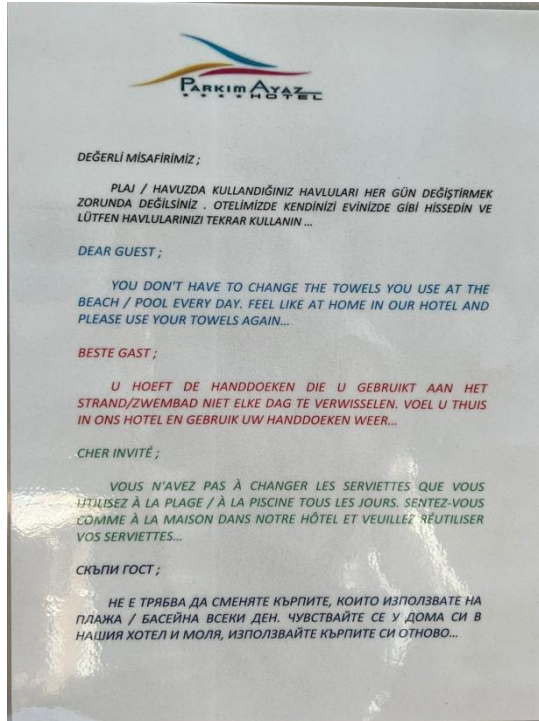 PARKIM AYAZ
★★★★ HOTEL
DEĞERLİ MİSAFİRİMİZ ;
PLAJ / HAVUZDA KULLANDIĞINIZ HAVLULARI HER GÜN DEĞİŞTİRMEK
ZORUNDA DEĞİLSİNİZ . OTELİMİZDE KENDİNİZİ EVİNİZDE GİBİ HİSSEDİN VE
LÜTFEN HAVLULARINIZI TEKRAR KULLANIN ...
DEAR GUEST ;
YOU DON'T HAVE TO CHANGE THE TOWELS YOU USE AT THE
BEACH / POOL EVERY DAY. FEEL LIKE AT HOME IN OUR HOTEL AND
PLEASE USE YOUR TOWELS AGAIN...
BESTE GAST ;
U HOEFT DE HANDDOEKEN DIE U GEBRUIKT AAN HET
STRAND/ZWEMBAD NIET ELKE DAG TE VERWISSELEN. VOEL U THUIS
IN ONS HOTEL EN GEBRUIK UW HANDDOEKEN WEER...
CHER INVITÉ ;
VOUS N'AVEZ PAS À CHANGER LES SERVIETTES QUE VOUS
UTILISEZ À LA PLAGE / À LA PISCINE TOUS LES JOURS. SENTEZ-VOUS
COMME À LA MAISON DANS NOTRE HÔTEL ET VEUILLEZ RÉUTILISER
VOS SERVIETTES...
СКЪПИ ГОСТ ;
НЕ Е ТРЯБВА ДА СМЕНЯТЕ КЪРПИТЕ, КОИТО ИЗПОЛЗВАТЕ НА
ПЛАЖА / БАСЕЙНА ВСЕКИ ДЕН. ЧУВСТВАЙТЕ СЕ У ДОМА СИ В
НАШИЯ ХОТЕЛ И МОЛЯ, ИЗПОЛЗВАЙТЕ КЪРПИТЕ СИ ОТНОВО...